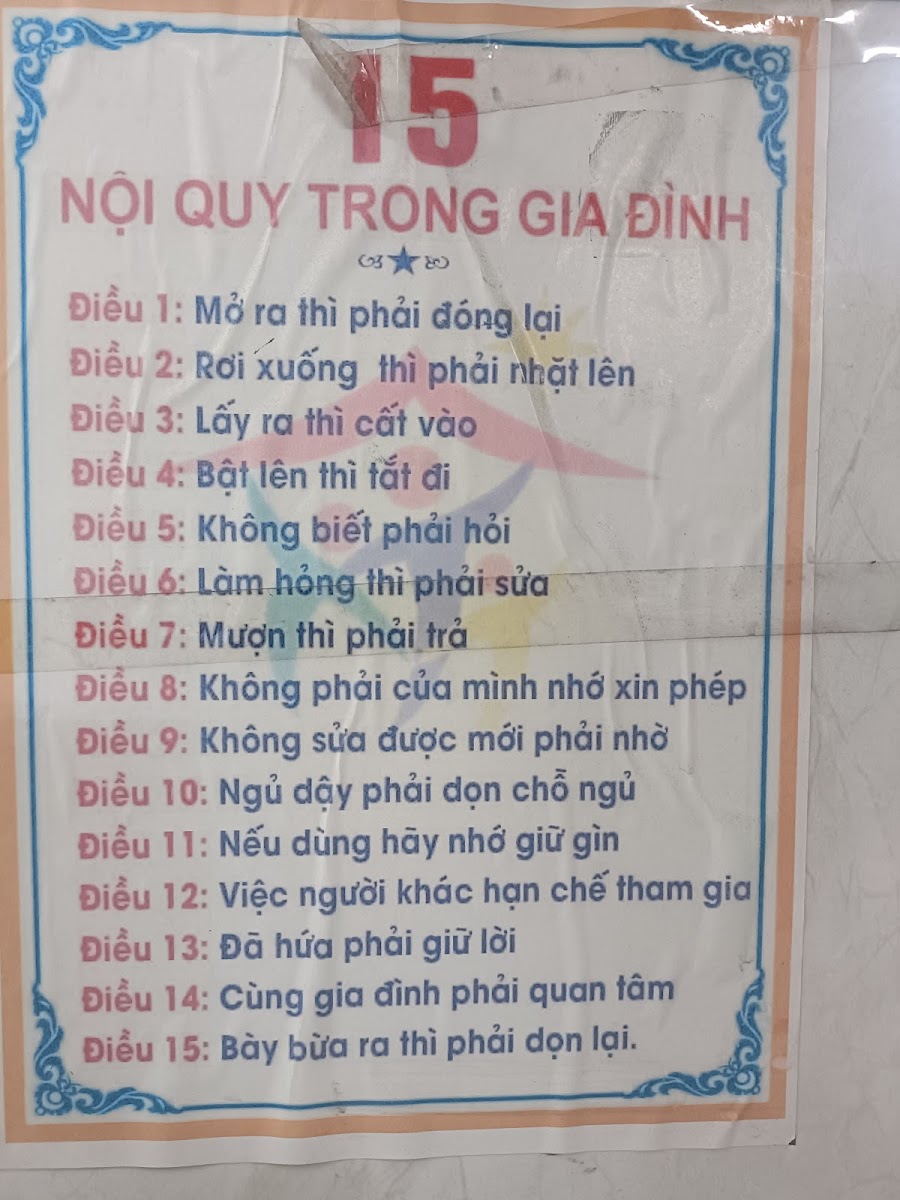 15
NỘI QUY TRONG GIA ĐÌNH
Điều 1: Mở ra thì phải đóng lại
Điều 2: Rơi xuống thì phải nhặt lên
Điều 3: Lấy ra thì cất vào
Điều 4: Bật lên thì tắt đi
Điều 5: Không biết phải hỏi
Điều 6: Làm hỏng thì phải sửa
Điều 7: Mượn thì phải trả
Điều 8: Không phải của mình nhớ xin phép
Điều 9: Không sửa được mới phải nhờ
Điều 10: Ngủ dậy phải dọn chỗ ngủ
Điều 11: Nếu dùng hãy nhớ giữ gìn
Điều 12: Việc người khác hạn chế tham gia
Điều 13: Đã hứa phải giữ lời
Điều 14: Cùng gia đình phải quan tâm
Điều 15: Bày bừa ra thì phải dọn lại.